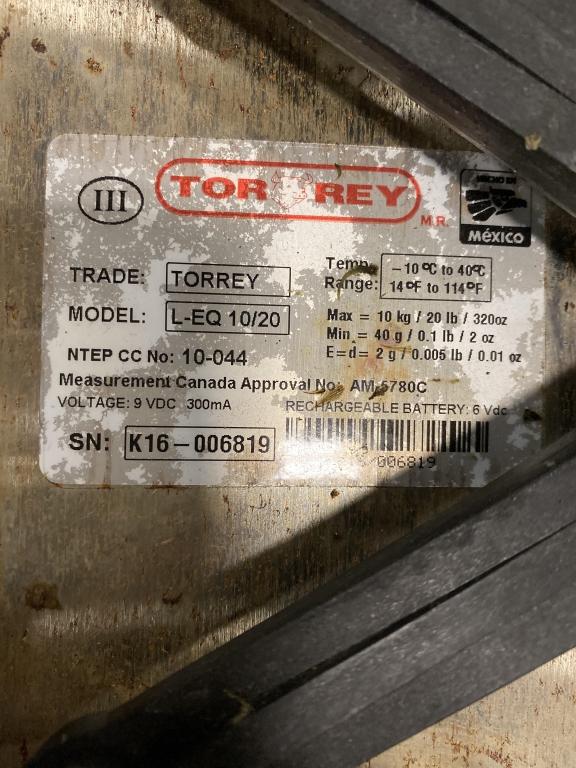 III
TOR REY
M.R.
HECHO EN
México
TRADE: TORREY
Temp. Range: –10 ºC to 40ºC
14ºF to 114ºF
MODEL: L-EQ 10/20
Max = 10 kg / 20 lb / 320oz
Min = 40 g / 0.1 lb / 2 oz
E=d= 2 g / 0.005 lb / 0.01 oz
NTEP CC No: 10-044
Measurement Canada Approval No: AM-5780C
VOLTAGE: 9 VDC 300mA
RECHARGEABLE BATTERY: 6 Vdc
SN: K16–006819
006819